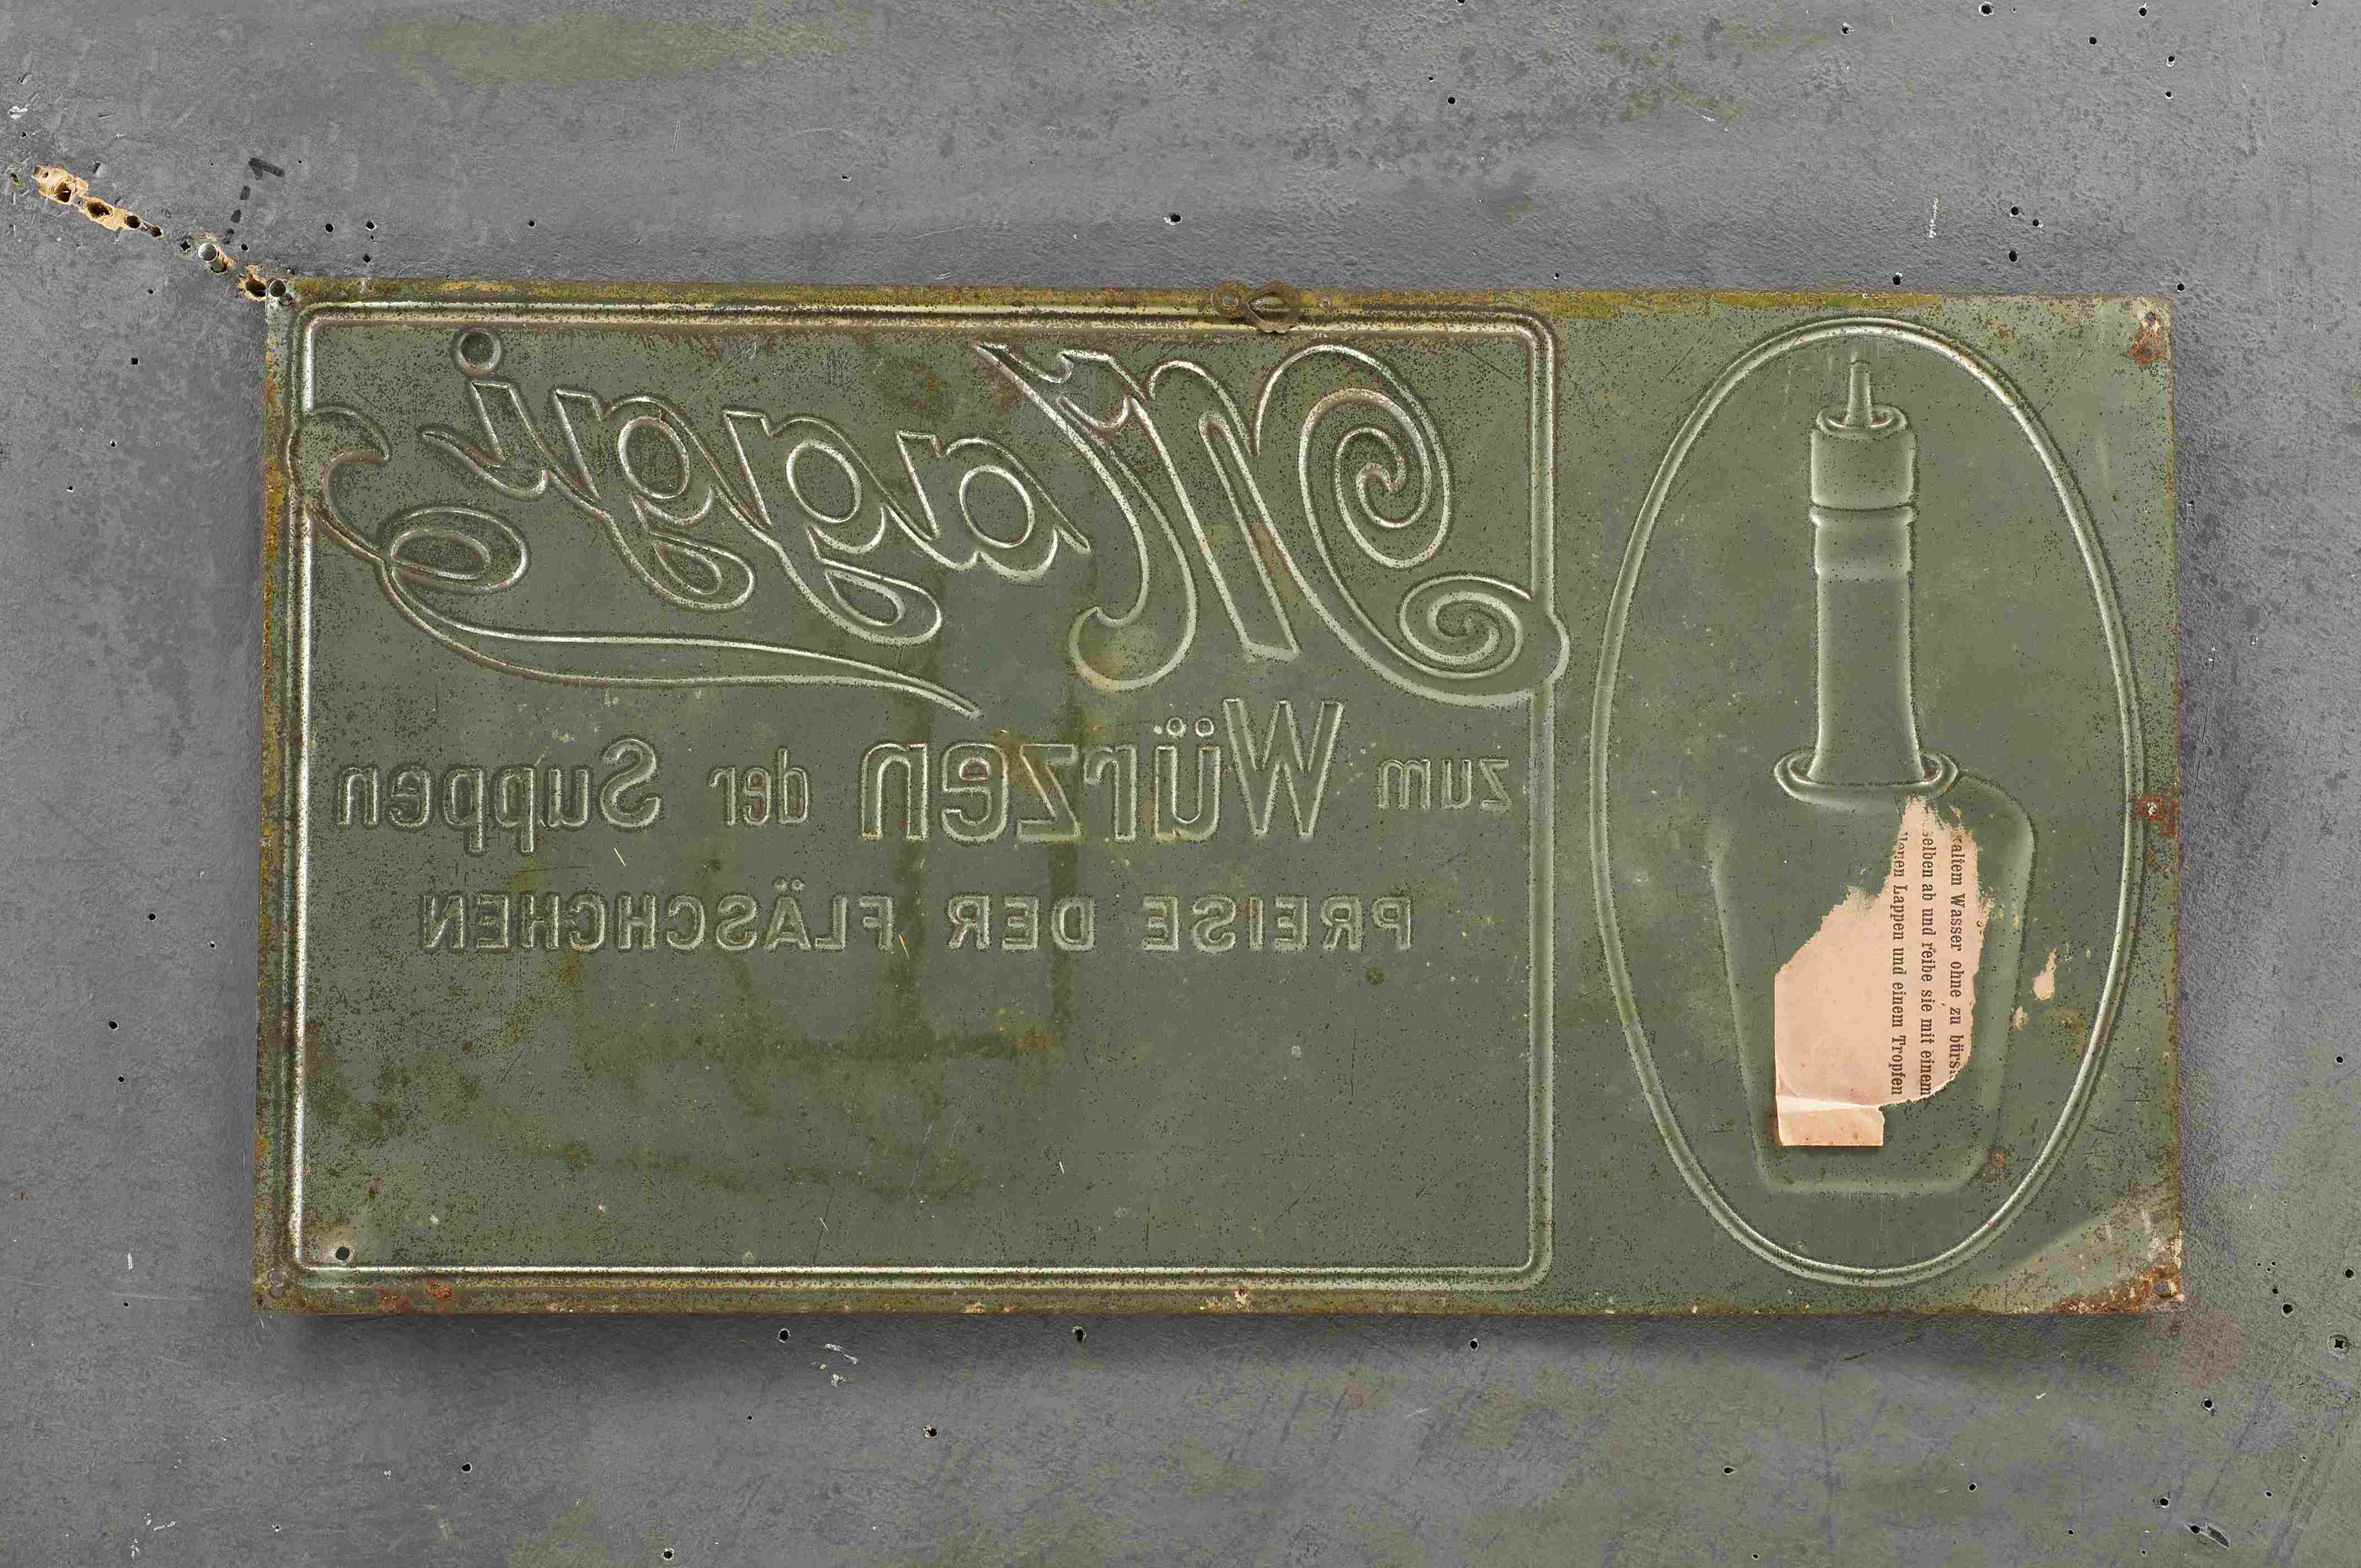 Maggi
zum Würzen der Suppen
PREISE DER FLÄSCHCHEN
kaltem Wasser ohne zu
selben ab und reibe sie mit einem
Lappen und einem Tropfen